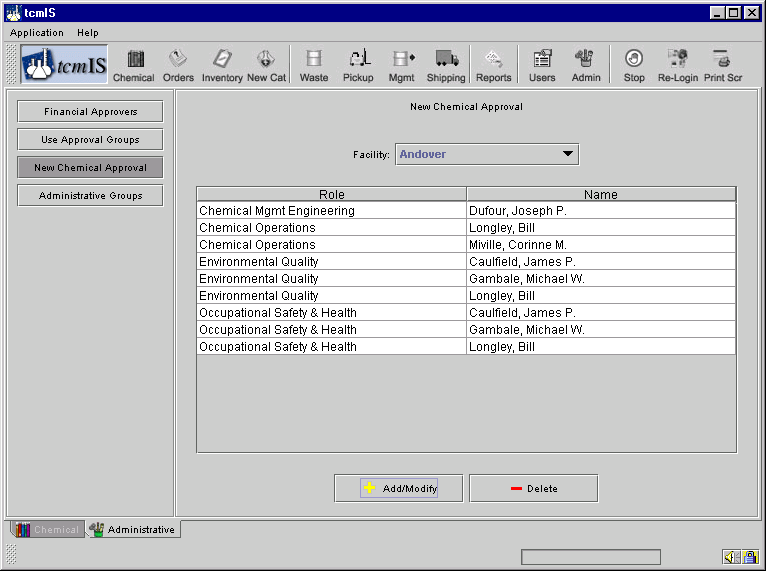 tcmIS
Application Help
tcmIS
Chemical Orders Inventory New Cat Waste Pickup Mgmt Shipping Reports Users Admin Stop Re-Login Print Scr
Financial Approvers
Use Approval Groups
New Chemical Approval
Administrative Groups
New Chemical Approval
Facility: Andover
Role Name
Chemical Mgmt Engineering Dufour, Joseph P.
Chemical Operations Longley, Bill
Chemical Operations Miville, Corinne M.
Environmental Quality Caulfield, James P.
Environmental Quality Gambale, Michael W.
Environmental Quality Longley, Bill
Occupational Safety & Health Caulfield, James P.
Occupational Safety & Health Gambale, Michael W.
Occupational Safety & Health Longley, Bill
Add/Modify Delete
Chemical Administrative